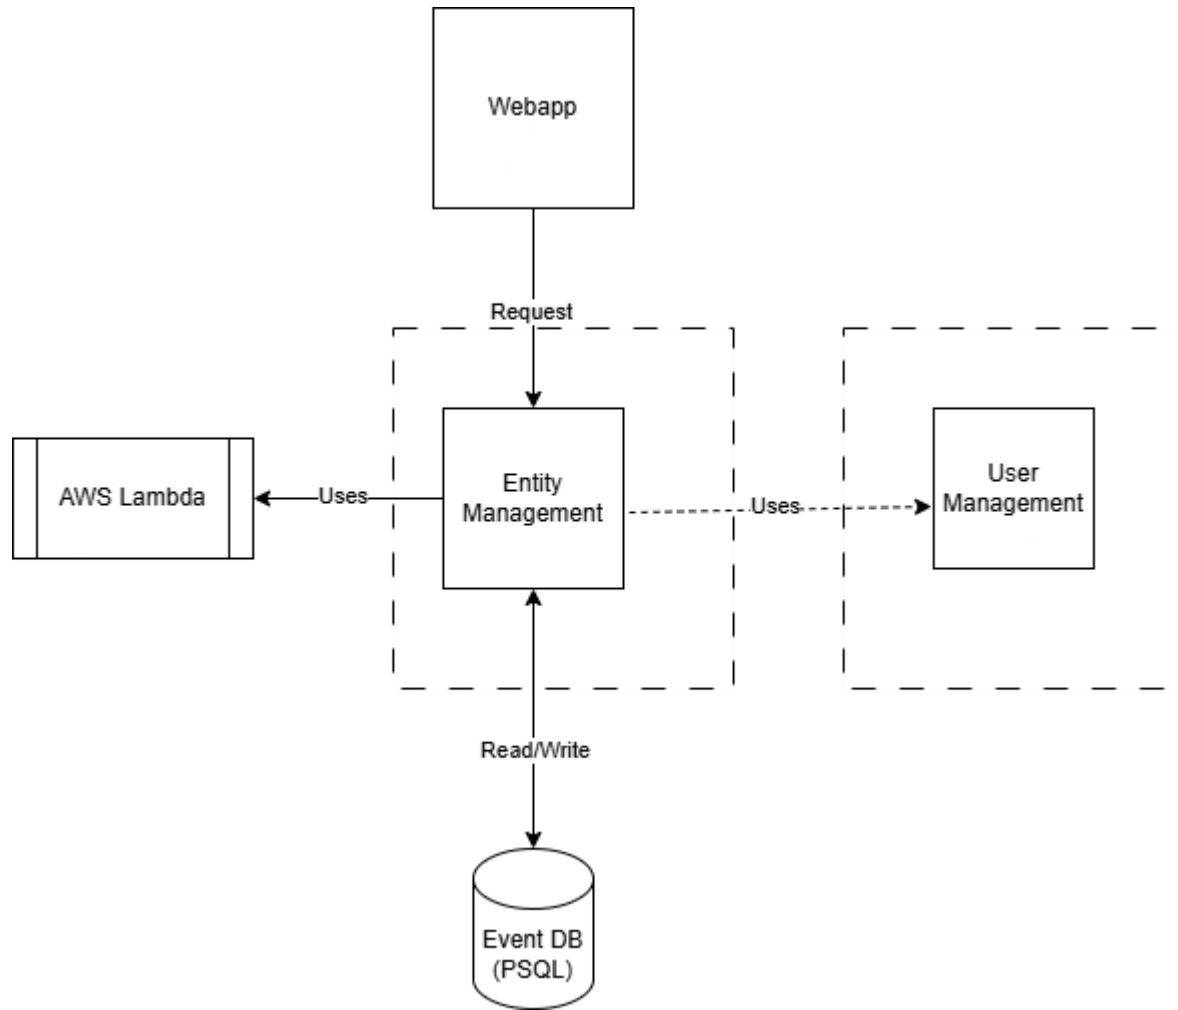 Webapp
Request
AWS Lambda
Uses
Entity
Management
Uses
User
Management
Read/Write
Event DB
(PSQL)